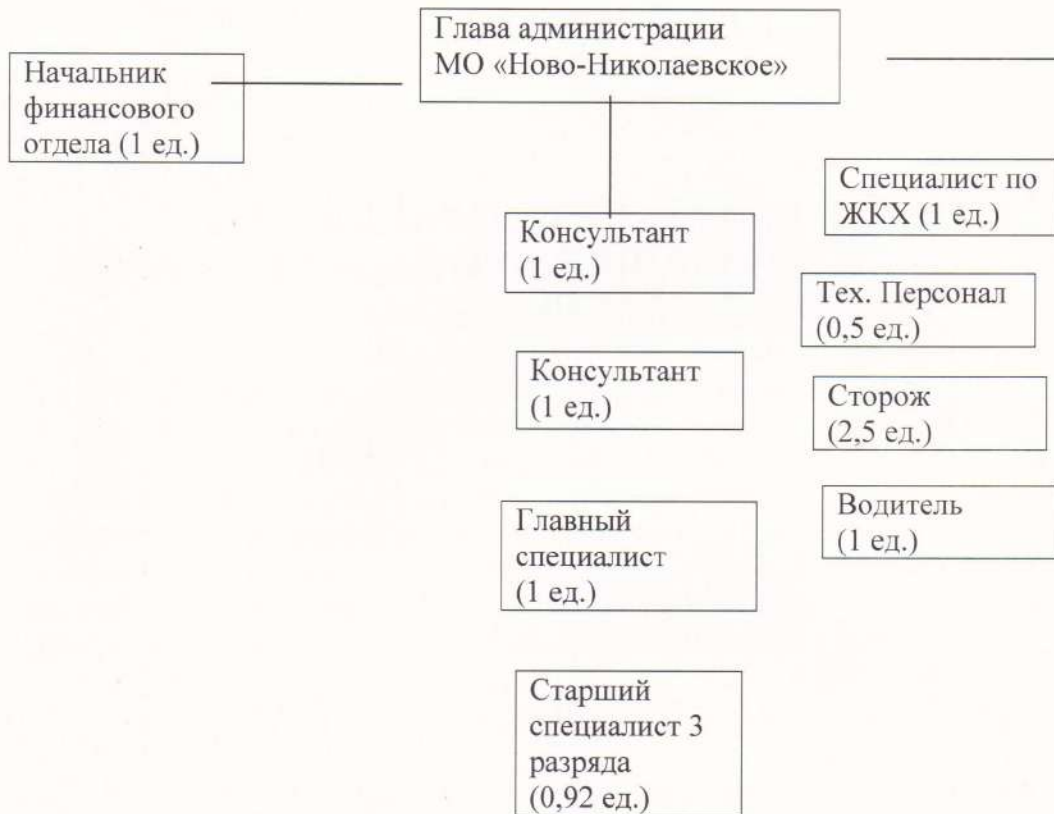 Глава администрации
МО «Ново-Николаевское»
Начальник
финансового
отдела (1 ед.)
Консультант
(1 ед.)
Консультант
(1 ед.)
Главный
специалист
(1 ед.)
Старший
специалист 3
разряда
(0,92 ед.)
Специалист по
ЖКХ (1 ед.)
Тех. Персонал
(0,5 ед.)
Сторож
(2,5 ед.)
Водитель
(1 ед.)